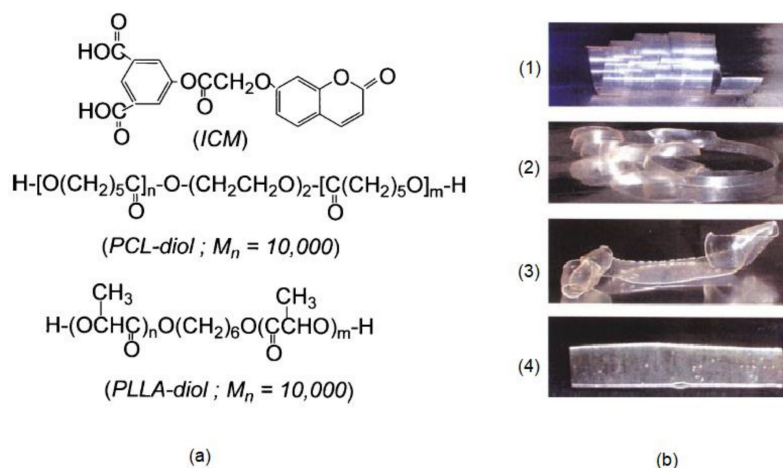 O
HOC
OCCH₂O
O
O
O
HOC
O
(ICM)
H-[O(CH₂)₅C]ₙ-O-(CH₂CH₂O)₂-[C(CH₂)₅O]ₘ-H
O
O
(PCL-diol ; Mₙ = 10,000)
CH₃
CH₃
H-(OCHC)ₙO(CH₂)₆O(CCHO)ₘ-H
O
O
(PLLA-diol ; Mₙ = 10,000)
(a)
(1)
(2)
(3)
(4)
(b)